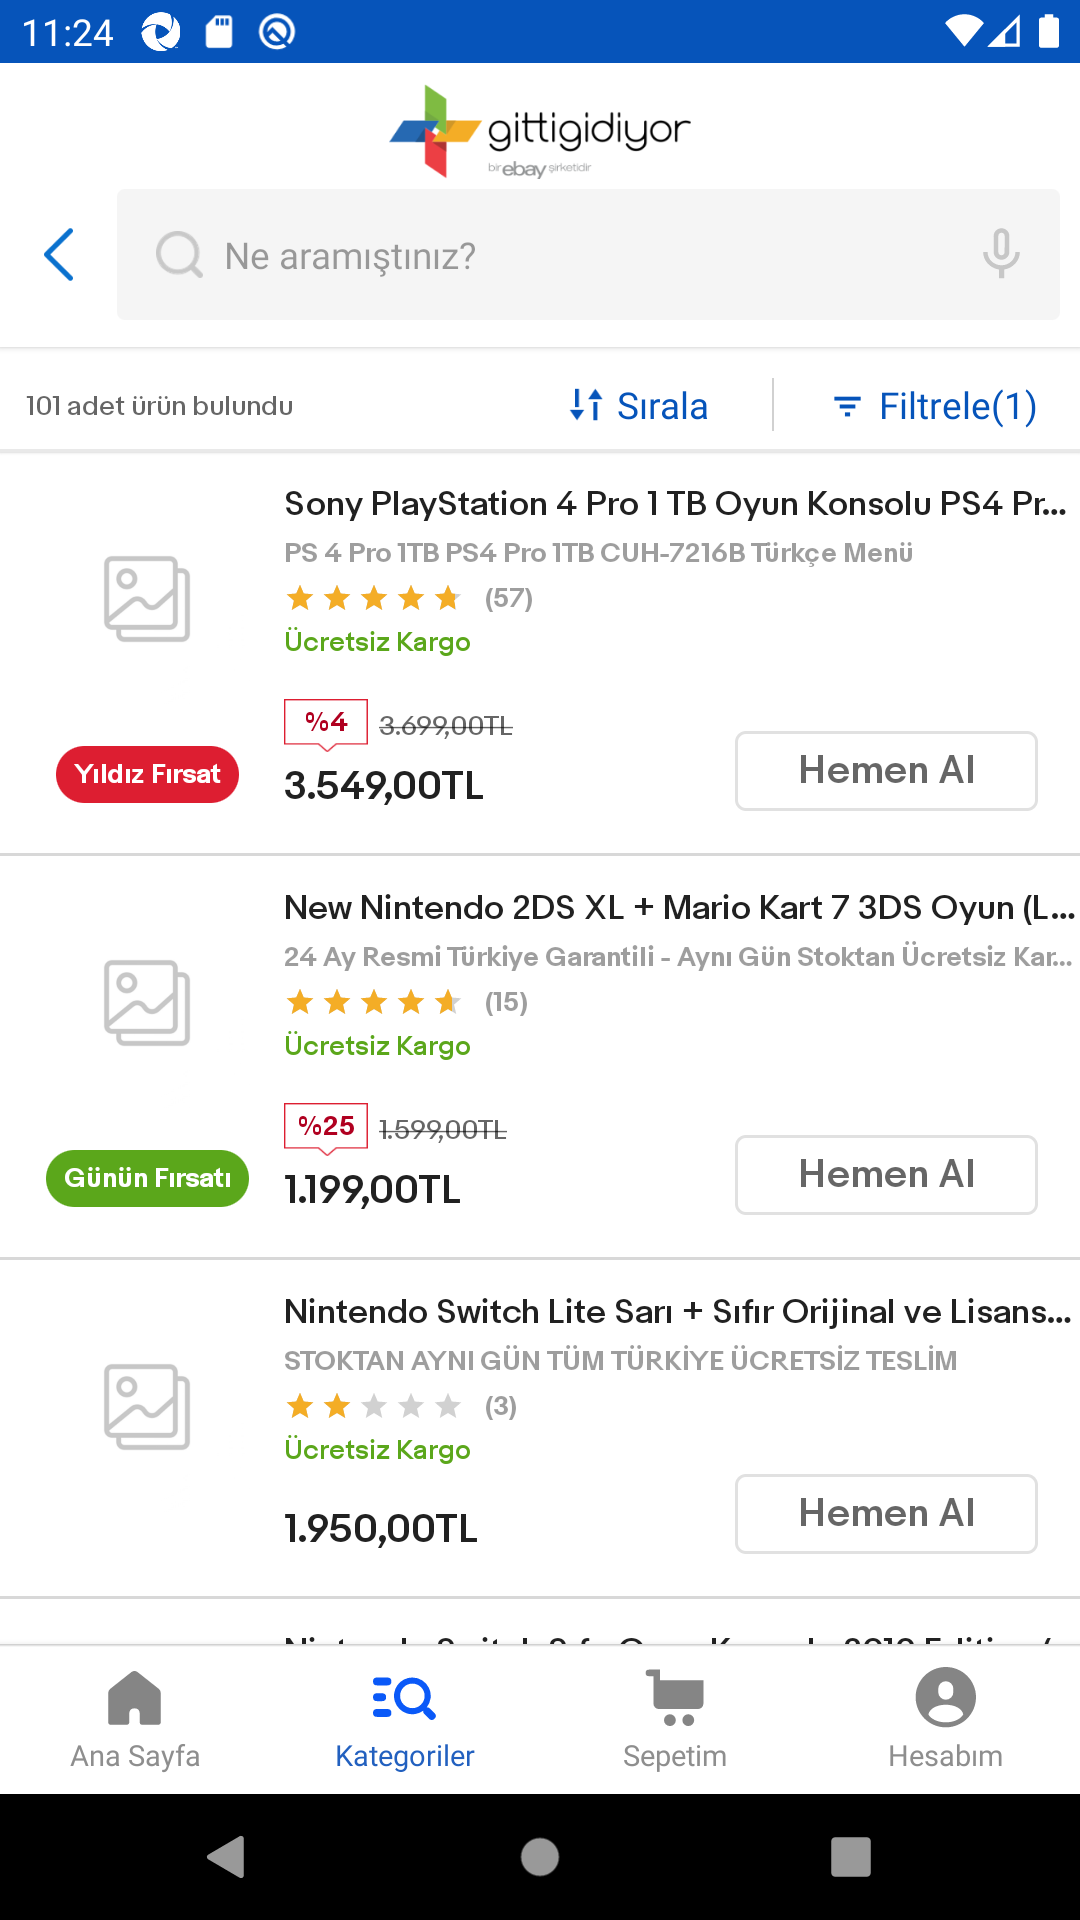 11:24
gittigidiyor
bir ebay şirketidir
Ne aramıştınız?
101 adet ürün bulundu
Sırala
Filtrele(1)
Sony PlayStation 4 Pro 1 TB Oyun Konsolu PS4 Pr...
PS 4 Pro 1TB PS4 Pro 1TB CUH-7216B Türkçe Menü
(57)
Ücretsiz Kargo
%4 3.699,00TL
Yıldız Fırsat
3.549,00TL
Hemen Al
New Nintendo 2DS XL + Mario Kart 7 3DS Oyun (L...
24 Ay Resmi Türkiye Garantili - Aynı Gün Stoktan Ücretsiz Kar...
(15)
Ücretsiz Kargo
%25 1.599,00TL
Günün Fırsatı
1.199,00TL
Hemen Al
Nintendo Switch Lite Sarı + Sıfır Orijinal ve Lisans...
STOKTAN AYNI GÜN TÜM TÜRKİYE ÜCRETSİZ TESLİM
(3)
Ücretsiz Kargo
1.950,00TL
Hemen Al
Ana Sayfa
Kategoriler
Sepetim
Hesabım